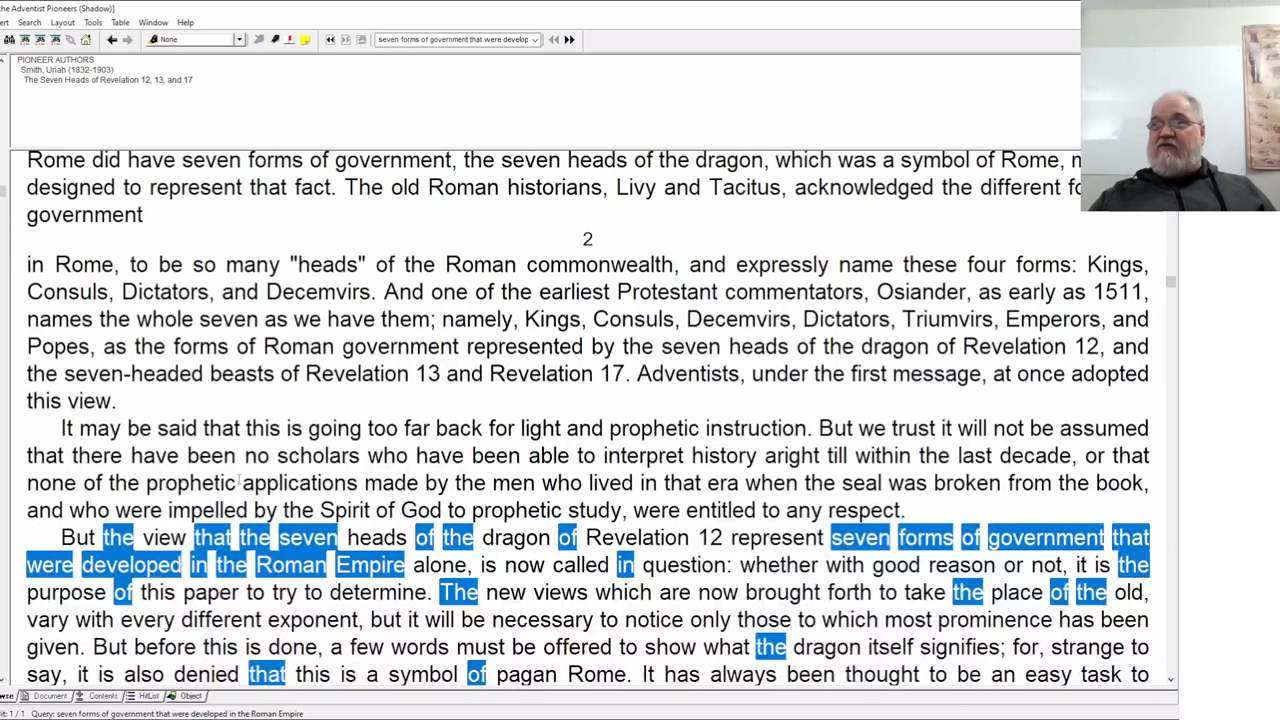 the Adventist Pioneers (Shadow)]
ert Search Layout Tools Table Window Help
None
seven forms of government that were develop
PIONEER AUTHORS
Smith, Uriah (1832-1903)
The Seven Heads of Revelation 12, 13, and 17
Rome did have seven forms of government, the seven heads of the dragon, which was a symbol of Rome,
designed to represent that fact. The old Roman historians, Livy and Tacitus, acknowledged the different
government
2
in Rome, to be so many "heads" of the Roman commonwealth, and expressly name these four forms: Kings,
Consuls, Dictators, and Decemvirs. And one of the earliest Protestant commentators, Osiander, as early as 1511,
names the whole seven as we have them; namely, Kings, Consuls, Decemvirs, Dictators, Triumvirs, Emperors, and
Popes, as the forms of Roman government represented by the seven heads of the dragon of Revelation 12, and
the seven-headed beasts of Revelation 13 and Revelation 17. Adventists, under the first message, at once adopted
this view.
It may be said that this is going too far back for light and prophetic instruction. But we trust it will not be assumed
that there have been no scholars who have been able to interpret history aright till within the last decade, or that
none of the prophetic applications made by the men who lived in that era when the seal was broken from the book,
and who were impelled by the Spirit of God to prophetic study, were entitled to any respect.
But the view that the seven heads of the dragon of Revelation 12 represent seven forms of government that
were developed in the Roman Empire alone, is now called in question: whether with good reason or not, it is the
purpose of this paper to try to determine. The new views which are now brought forth to take the place of the old,
vary with every different exponent, but it will be necessary to notice only those to which most prominence has been
given. But before this is done, a few words must be offered to show what the dragon itself signifies; for, strange to
say, it is also denied that this is a symbol of pagan Rome. It has always been thought to be an easy task to
wse Document Contents HitList Object
it: 1 / 1 Query: seven forms of government that were developed in the Roman Empire